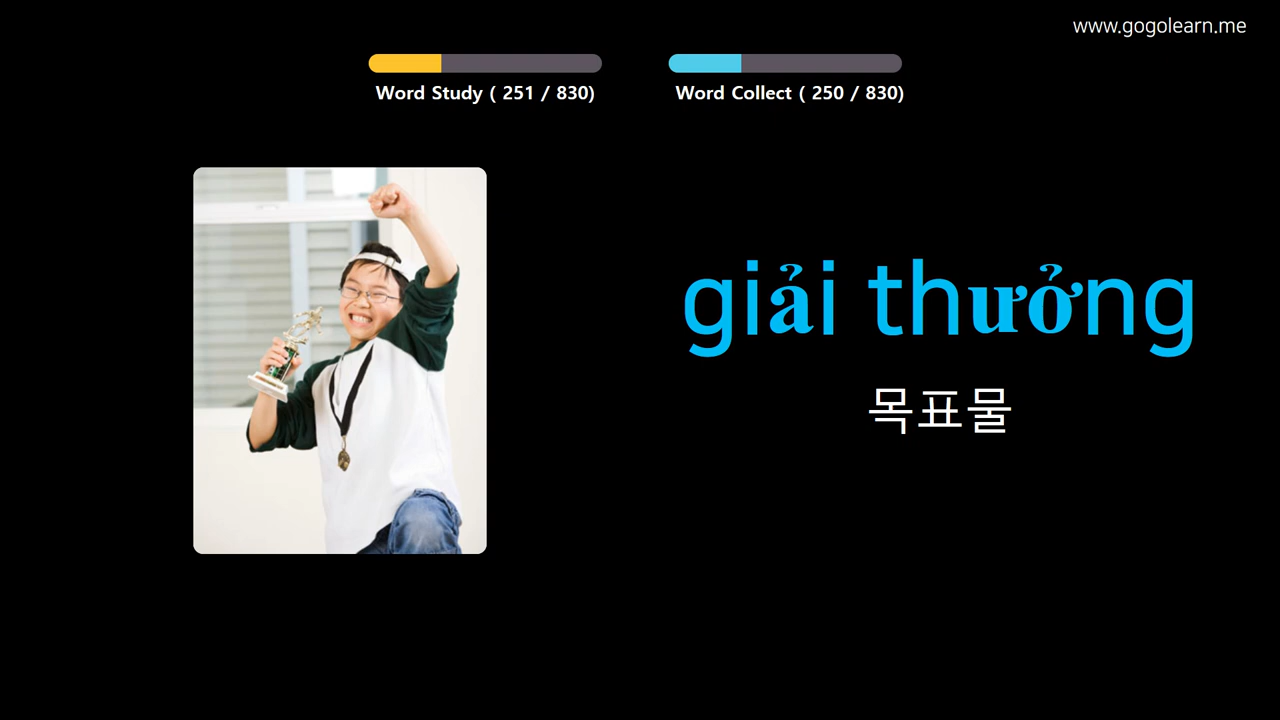 www.gogolearn.me
Word Study ( 251 / 830)
Word Collect ( 250 / 830)
giải thưởng
목표물